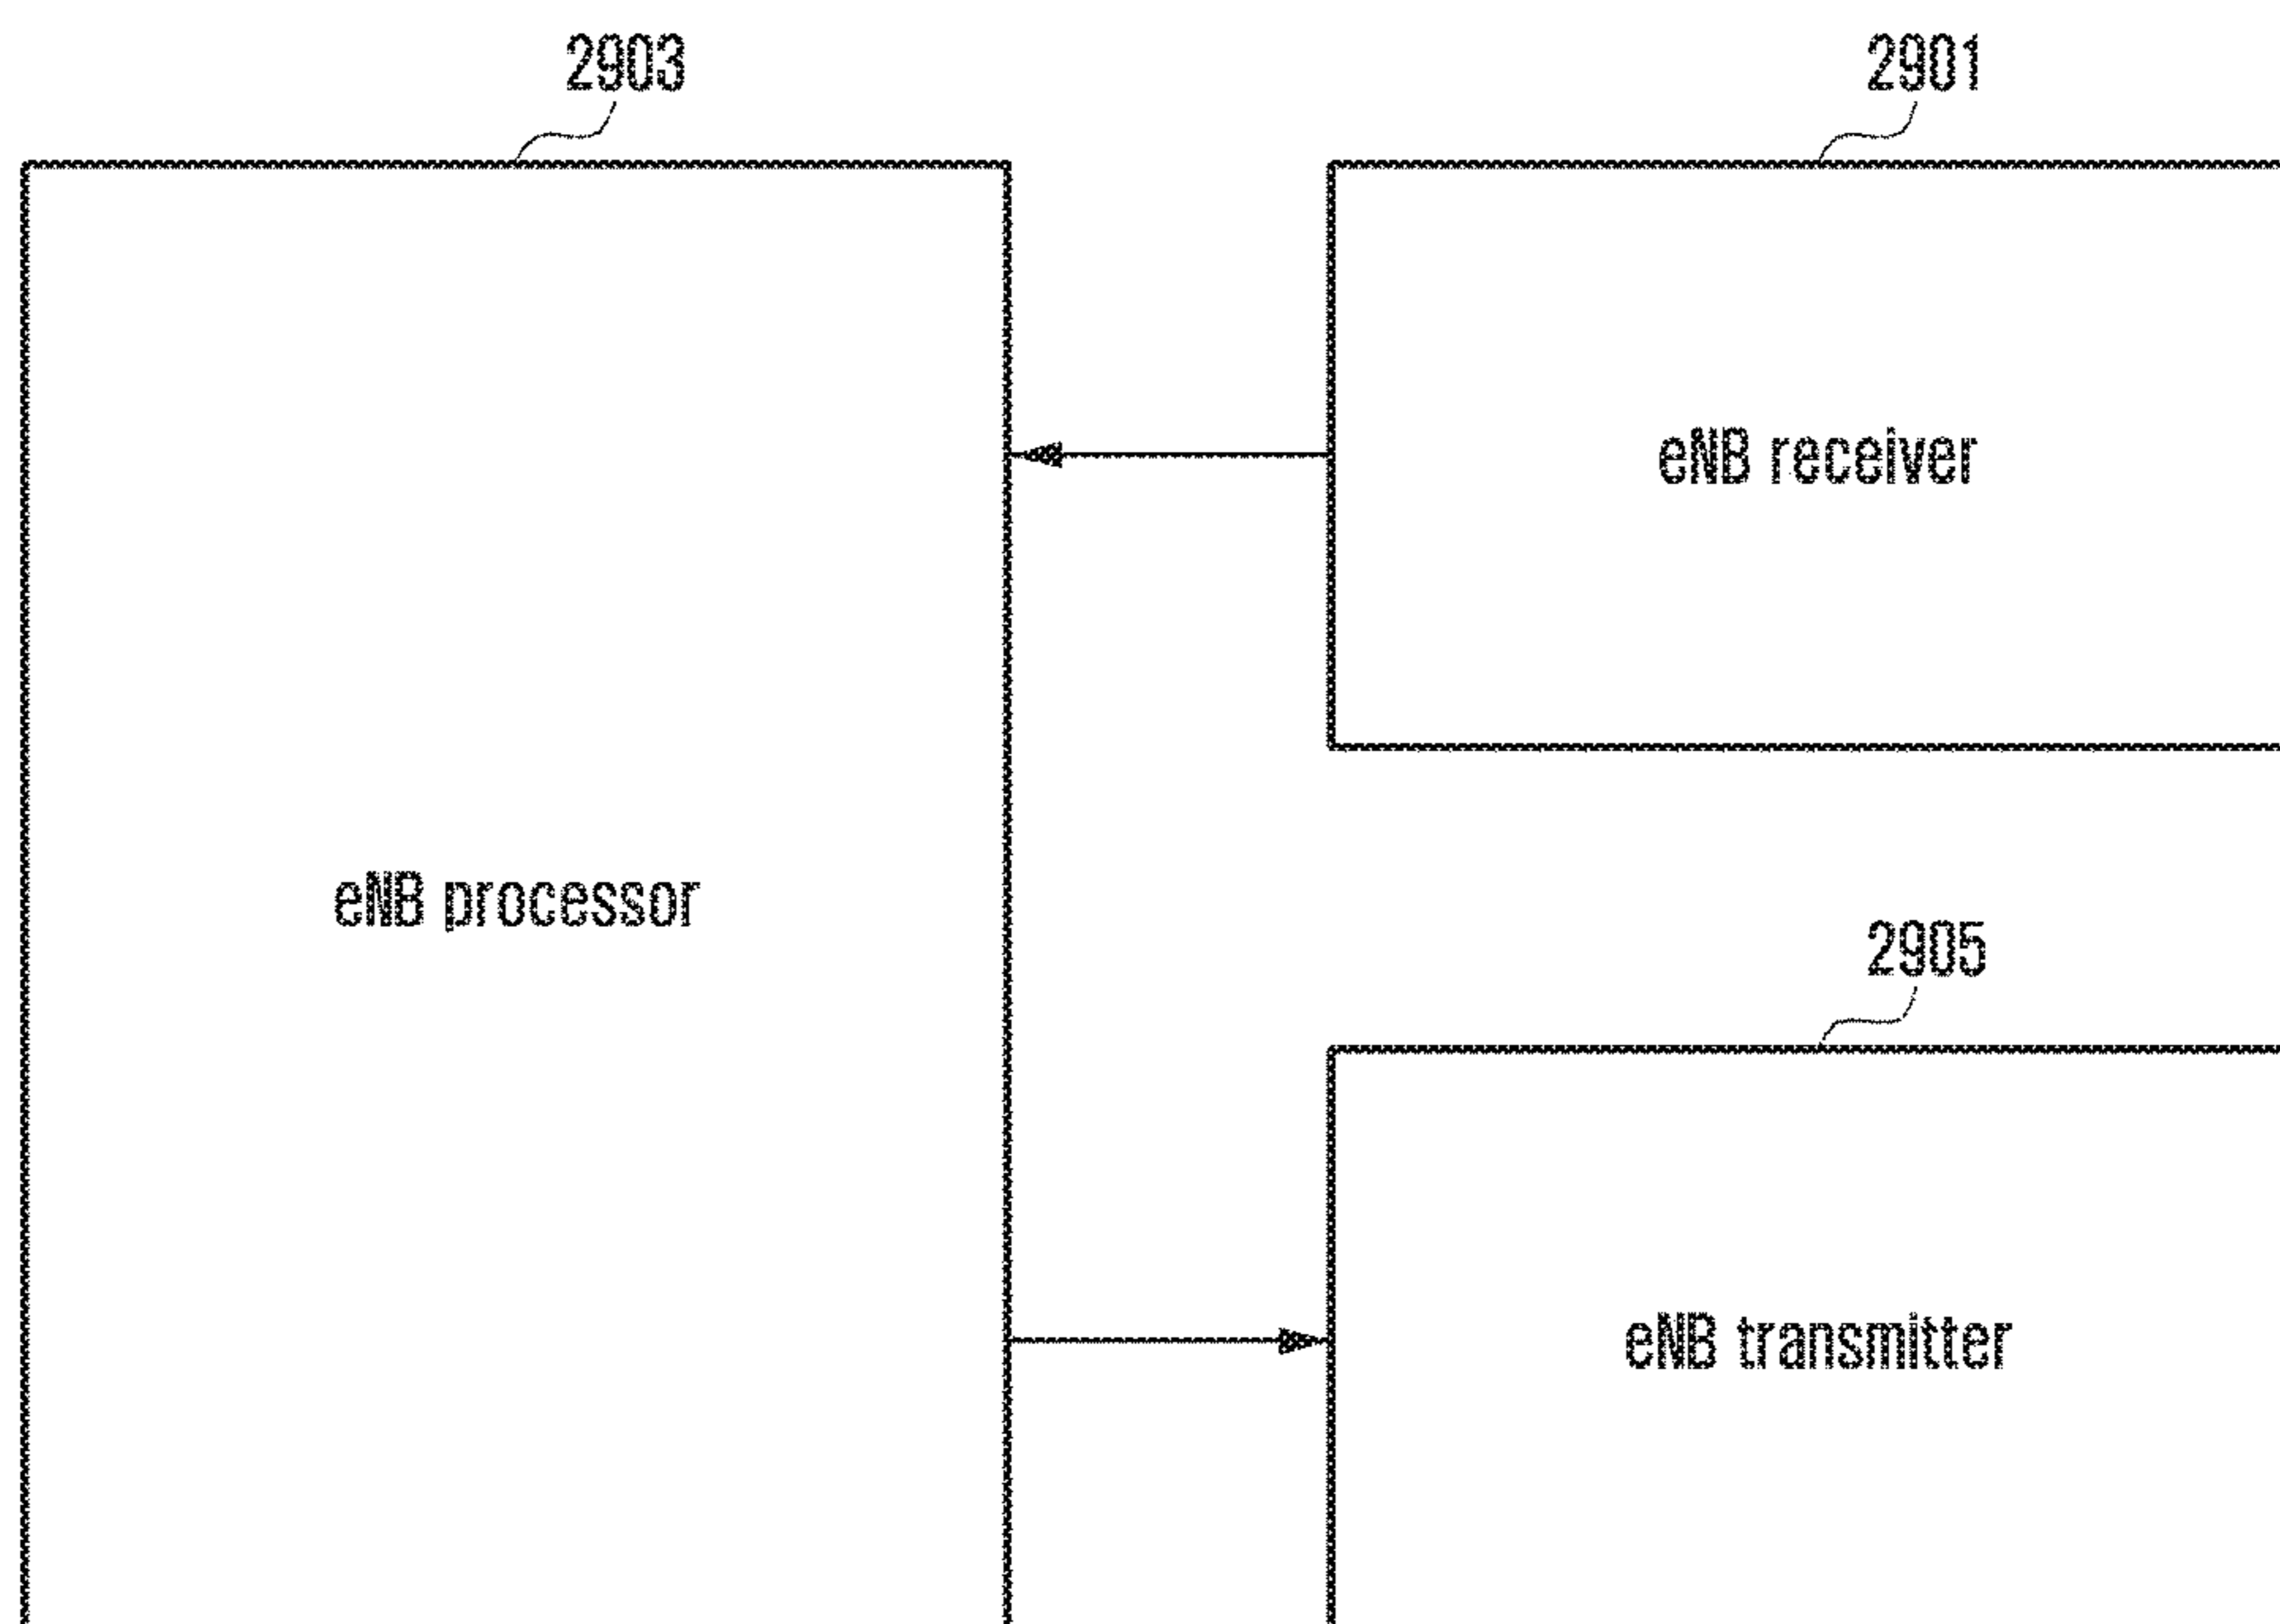 2903
2901
eNB receiver
eNB processor
2905
eNB transmitter